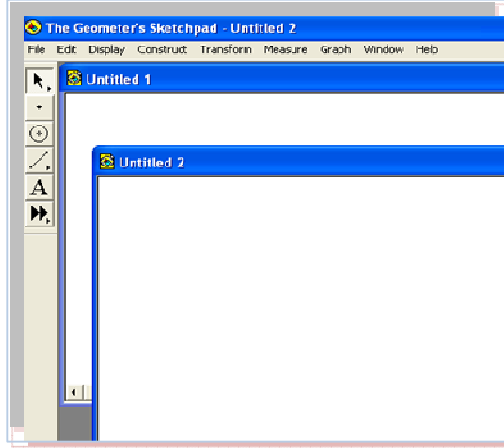 The Geometer's Sketchpad - Untitled 2
File Edit Display Construct Transform Measure Graph Window Help
Untitled 1
A
Untitled 2